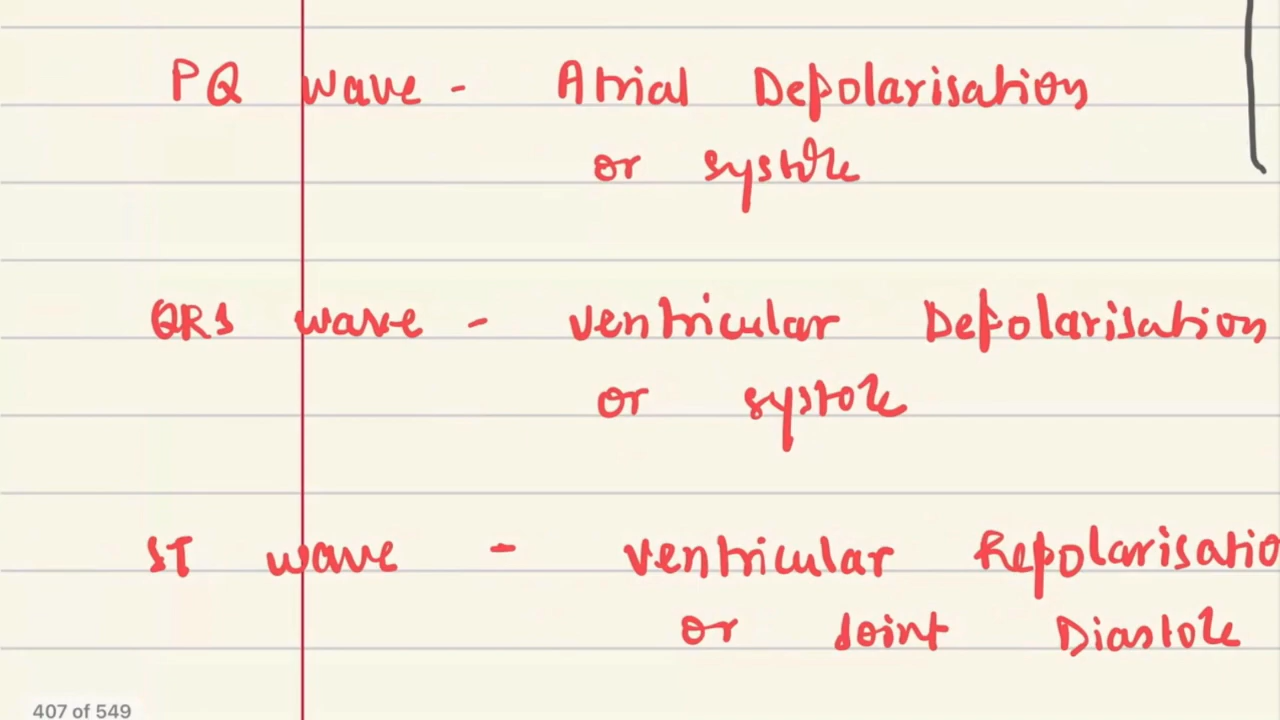 PQ wave - Atrial Depolarisation
or systole
QRS wave - ventricular Depolarisation
or systole
ST wave - ventricular Repolarisatio
or Joint Diastole
407 of 549